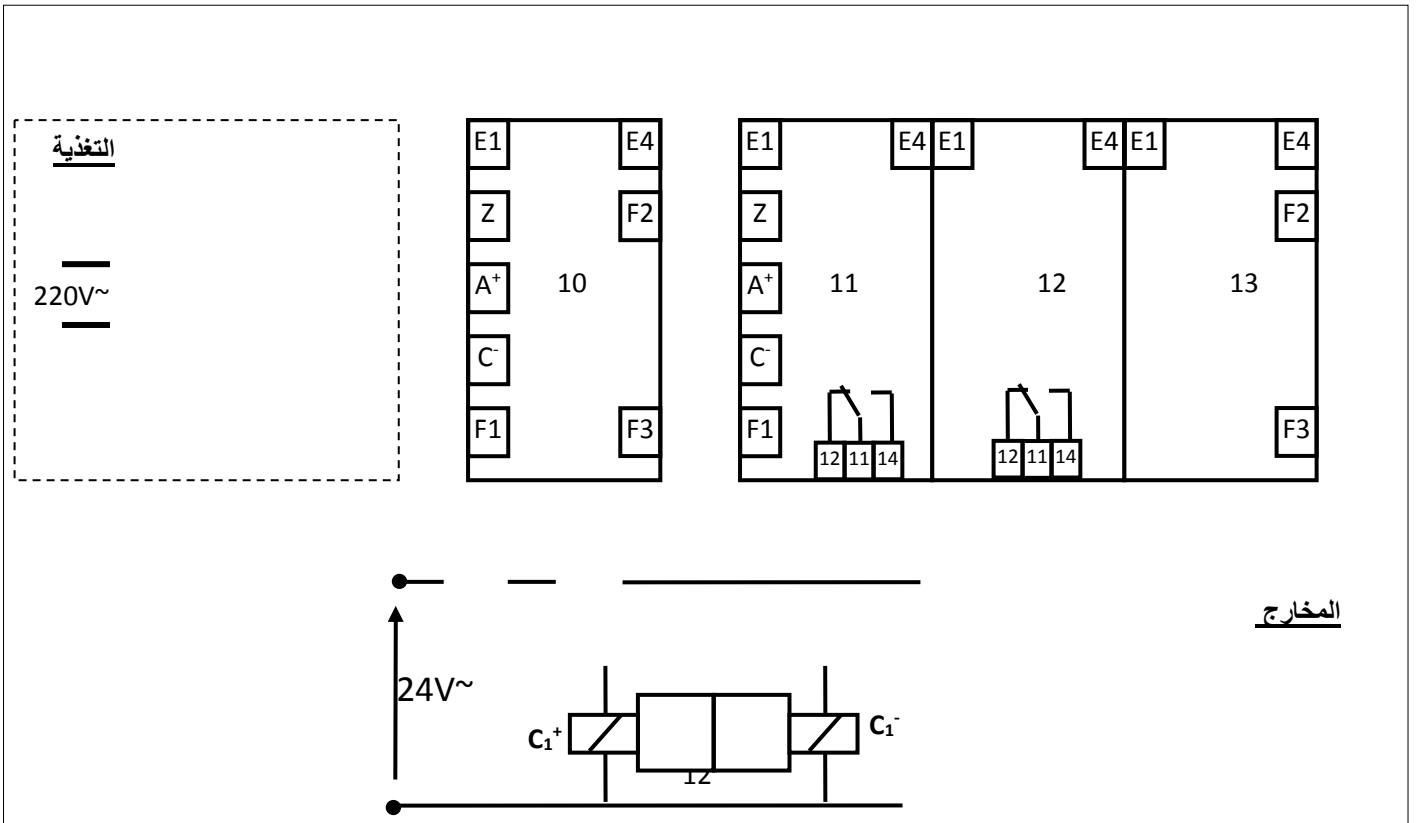 التغذية
220V~
E1 E4 E1 E4 E1 E4 E1 E4
Z F2 Z F2
A+ 10 A+ 11 12 13
C- C-
F1 F3 F1 F3
12 11 14 12 11 14
المخارج
24V~
C1+ C1-
12